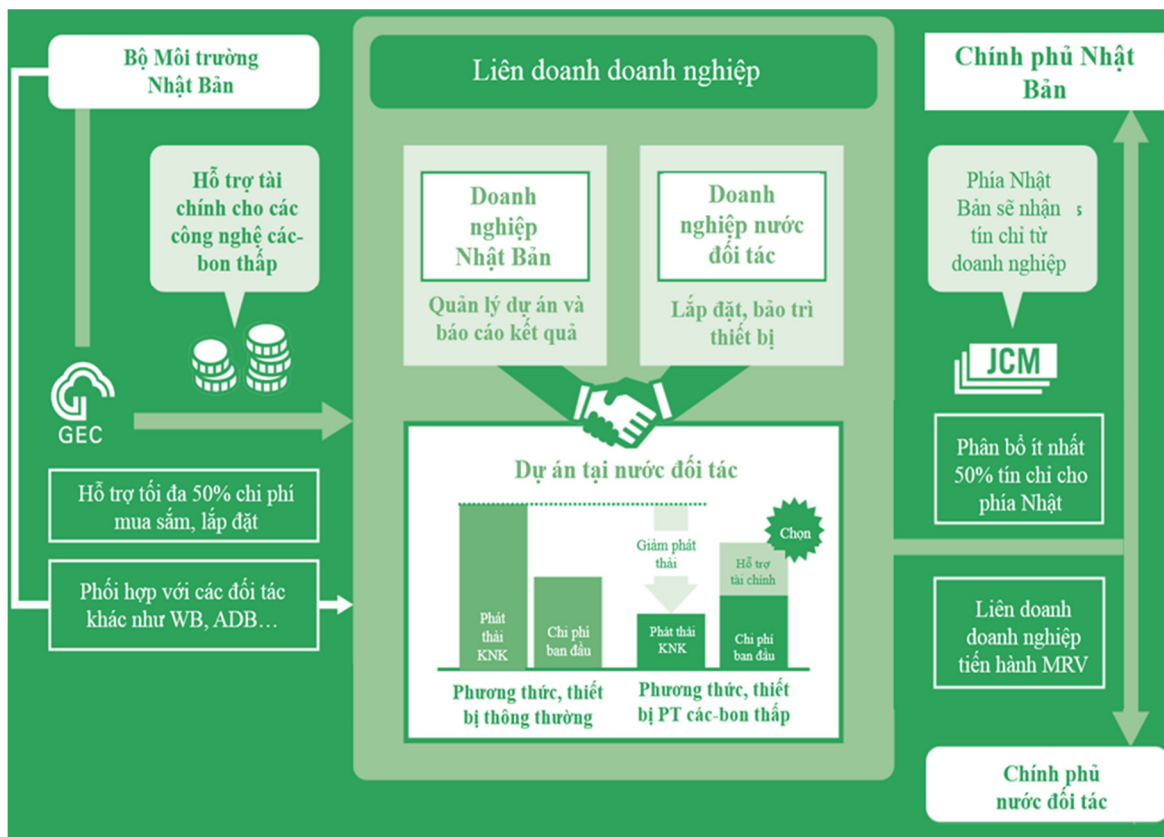 Bộ Môi trường
Nhật Bản
Hỗ trợ tài
chính cho các
công nghệ các-
bon thấp
GEC
Hỗ trợ tối đa 50% chi phí
mua sắm, lắp đặt
Phối hợp với các đối tác
khác như WB, ADB…
Liên doanh doanh nghiệp
Doanh
nghiệp
Nhật Bản
Quản lý dự án và
báo cáo kết quả
Doanh
nghiệp nước
đối tác
Lắp đặt, bảo trì
thiết bị
Dự án tại nước đối tác
Phát
thải
KNK
Chi phí
ban đầu
Phương thức, thiết
bị thông thường
Giảm phát
thải
Phát thải
KNK
Chọn
Hỗ trợ
tài chính
Chi phí
ban đầu
Phương thức, thiết
bị PT các-bon thấp
Chính phủ Nhật
Bản
Phía Nhật
Bản sẽ nhận s
tín chỉ từ
doanh nghiệp
JCM
Phân bổ ít nhất
50% tín chỉ cho
phía Nhật
Liên doanh
doanh nghiệp
tiến hành MRV
Chính phủ
nước đối tác